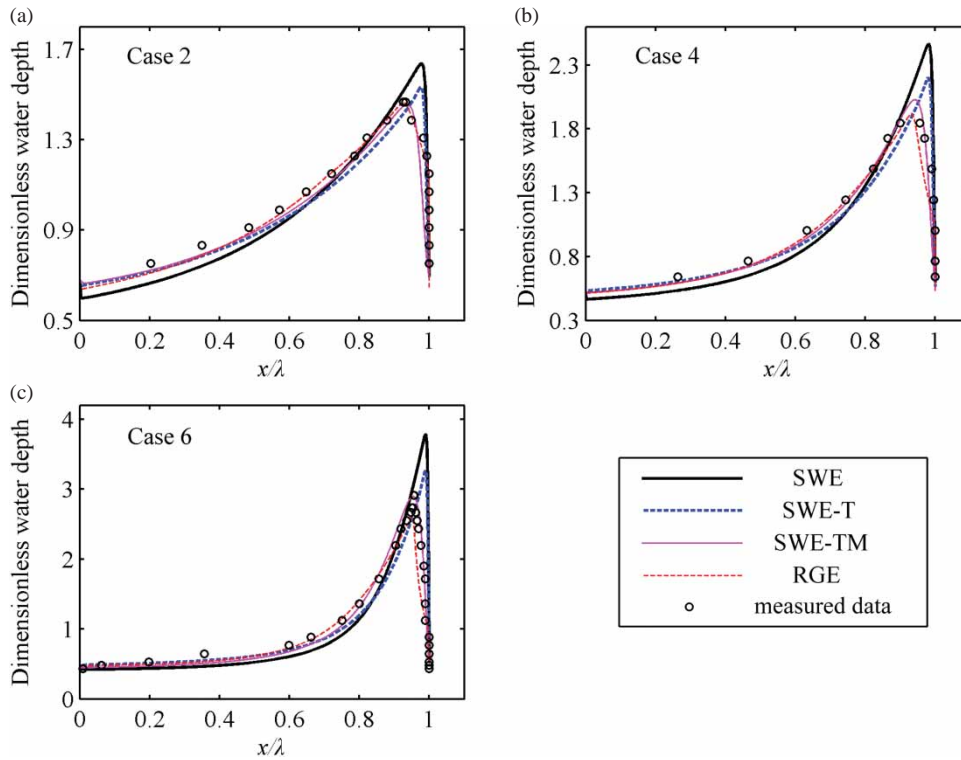 (a)
Case 2
Dimensionless water depth
1.7
1.3
0.9
0.5
0
0.2
0.4
0.6
0.8
1
x/λ
(b)
Case 4
Dimensionless water depth
2.3
1.8
1.3
0.8
0.3
0
0.2
0.4
0.6
0.8
1
x/λ
(c)
Case 6
Dimensionless water depth
4
3
2
1
0
0
0.2
0.4
0.6
0.8
1
x/λ
SWE
SWE-T
SWE-TM
RGE
measured data